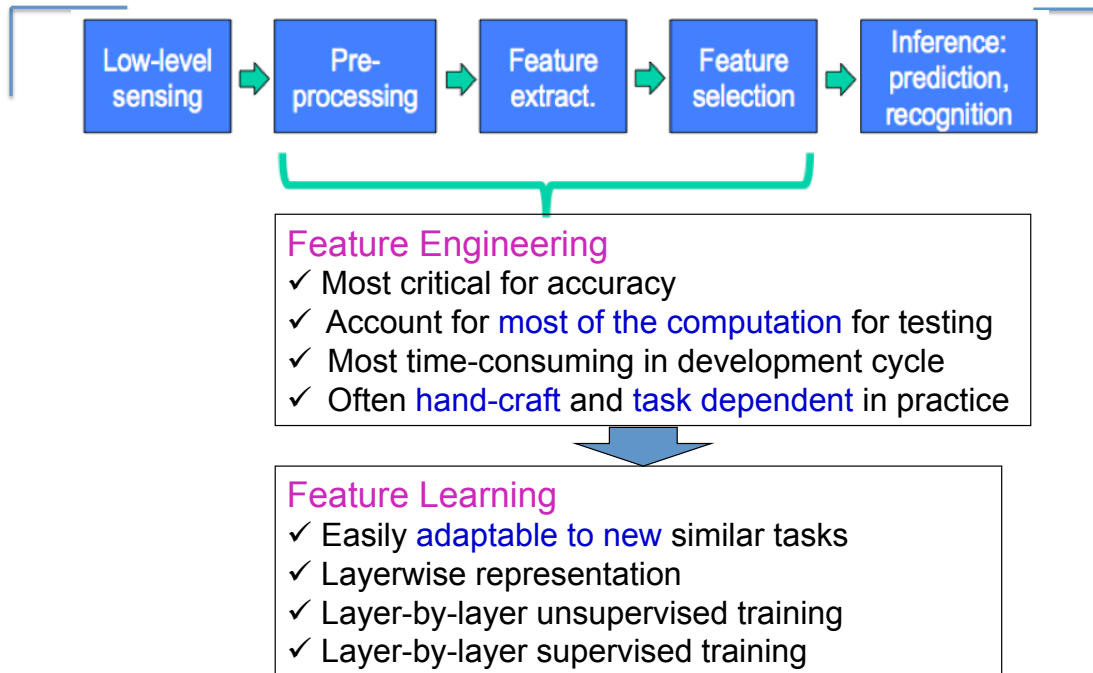 Low-level
sensing
Pre-
processing
Feature
extract.
Feature
selection
Inference:
prediction,
recognition
Feature Engineering
✓ Most critical for accuracy
✓ Account for most of the computation for testing
✓ Most time-consuming in development cycle
✓ Often hand-craft and task dependent in practice
Feature Learning
✓ Easily adaptable to new similar tasks
✓ Layerwise representation
✓ Layer-by-layer unsupervised training
✓ Layer-by-layer supervised training